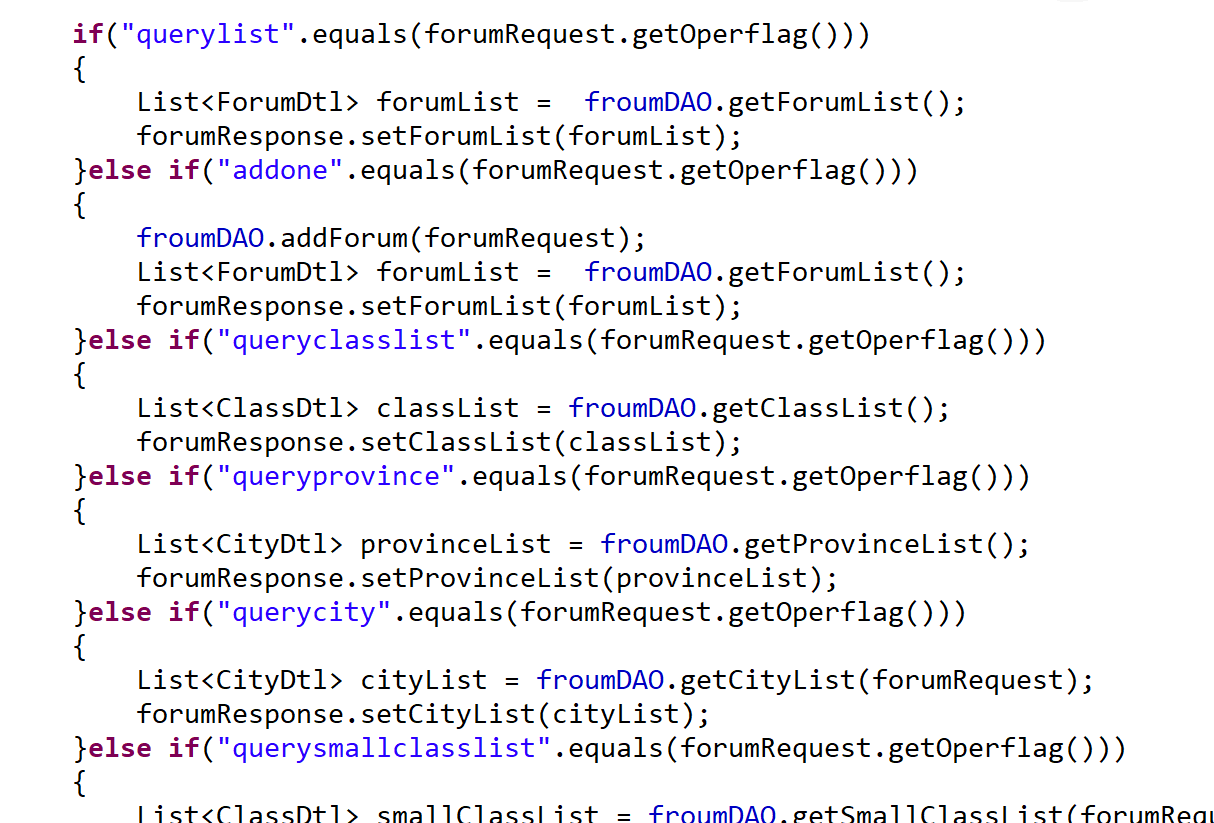 if("querylist".equals(forumRequest.getOperflag()))
{
List<ForumDtl> forumList =  froumDAO.getForumList();
forumResponse.setForumList(forumList);
}else if("addone".equals(forumRequest.getOperflag()))
{
froumDAO.addForum(forumRequest);
List<ForumDtl> forumList =  froumDAO.getForumList();
forumResponse.setForumList(forumList);
}else if("queryclasslist".equals(forumRequest.getOperflag()))
{
List<ClassDtl> classList = froumDAO.getClassList();
forumResponse.setClassList(classList);
}else if("queryprovince".equals(forumRequest.getOperflag()))
{
List<CityDtl> provinceList = froumDAO.getProvinceList();
forumResponse.setProvinceList(provinceList);
}else if("querycity".equals(forumRequest.getOperflag()))
{
List<CityDtl> cityList = froumDAO.getCityList(forumRequest);
forumResponse.setCityList(cityList);
}else if("querysmallclasslist".equals(forumRequest.getOperflag()))
{
List<ClassDtl> smallClassList = froumDAO.getSmallClassList(forumRequ